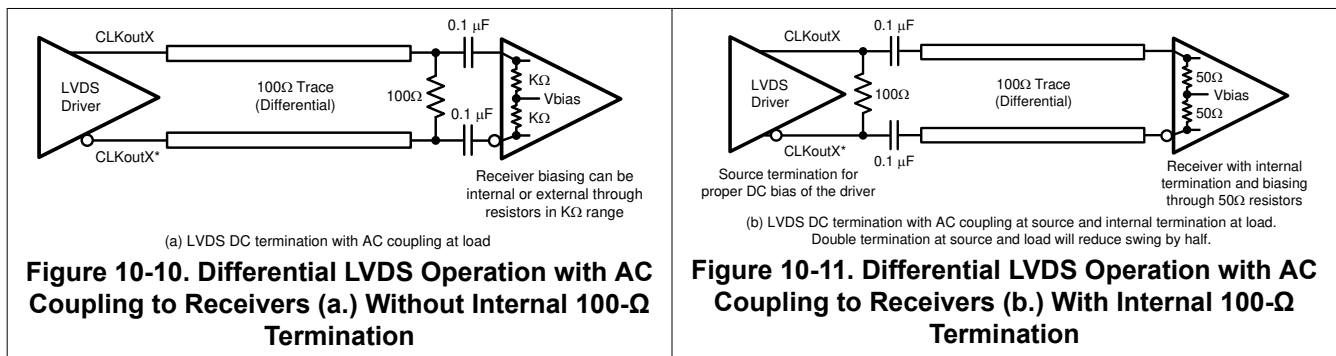 0.1 µF
CLKoutX
LVDS
Driver
100Ω Trace
(Differential)
100Ω
KΩ
Vbias
KΩ
0.1 µF
CLKoutX*
Receiver biasing can be
internal or external through
resistors in KΩ range
(a) LVDS DC termination with AC coupling at load
Figure 10-10. Differential LVDS Operation with AC
Coupling to Receivers (a.) Without Internal 100-Ω
Termination
0.1 µF
CLKoutX
LVDS
Driver
100Ω
100Ω Trace
(Differential)
50Ω
Vbias
50Ω
CLKoutX*
0.1 µF
Source termination for
proper DC bias of the driver
Receiver with internal
termination and biasing
through 50Ω resistors
(b) LVDS DC termination with AC coupling at source and internal termination at load.
Double termination at source and load will reduce swing by half.
Figure 10-11. Differential LVDS Operation with AC
Coupling to Receivers (b.) With Internal 100-Ω
Termination